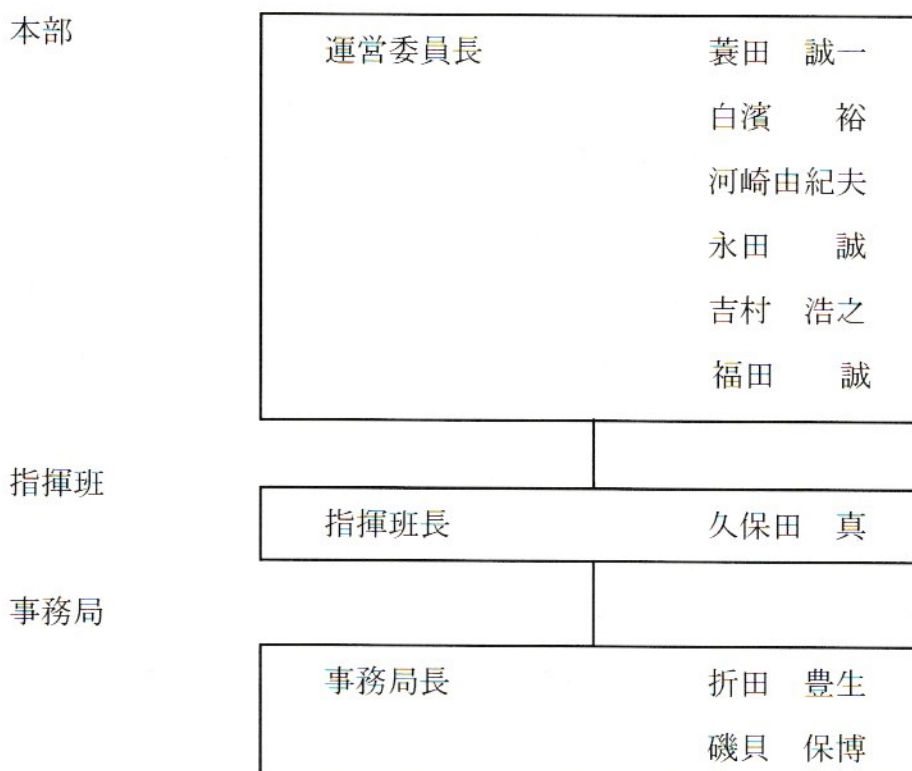 本部
運営委員長 蓑田 誠一
白濱 裕
河崎由紀夫
永田 誠
吉村 浩之
福田 誠
指揮班
指揮班長 久保田 真
事務局
事務局長 折田 豊生
磯貝 保博